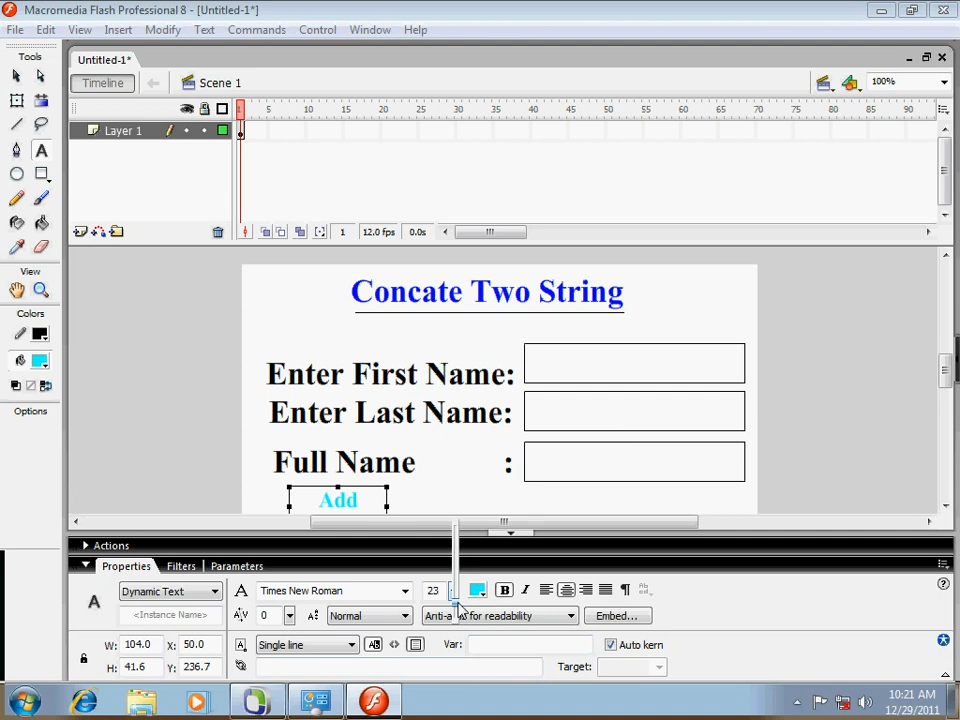 Macromedia Flash Professional 8 - [Untitled-1*]
File Edit View Insert Modify Text Commands Control Window Help
Tools
Untitled-1*
Timeline Scene 1 100%
1 5 10 15 20 25 30 35 40 45 50 55 60 65 70 75 80 85 90
Layer 1
1 12.0 fps 0.0s
View
Colors
Options
Concate Two String
Enter First Name:
Enter Last Name:
Full Name :
Add
Actions
Properties Filters Parameters
A Dynamic Text A Times New Roman 23 B I
<Instance Name> 0 Normal Anti-a for readability Embed...
W: 104.0 X: 50.0 Single line Var: Auto kern
H: 41.6 Y: 236.7 Target:
10:21 AM
12/29/2011